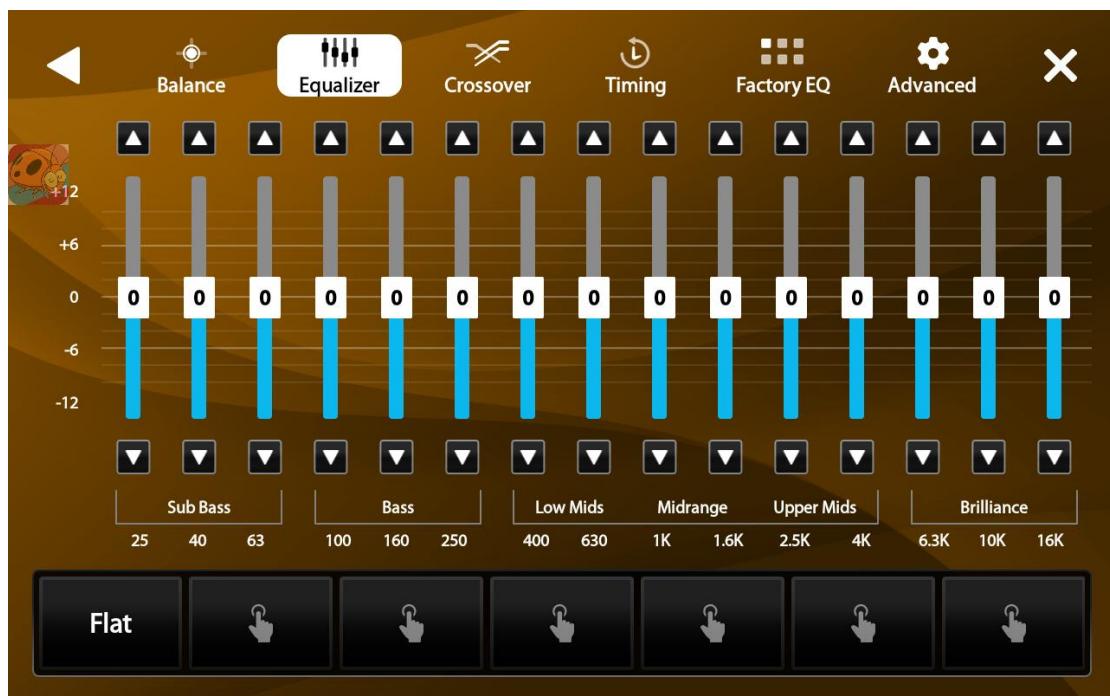 Balance Equalizer Crossover Timing Factory EQ Advanced
+12
+6
0 0 0 0 0 0 0 0 0 0 0 0 0 0 0 0
-6
-12
Sub Bass Bass Low Mids Midrange Upper Mids Brilliance
25 40 63 100 160 250 400 630 1K 1.6K 2.5K 4K 6.3K 10K 16K
Flat